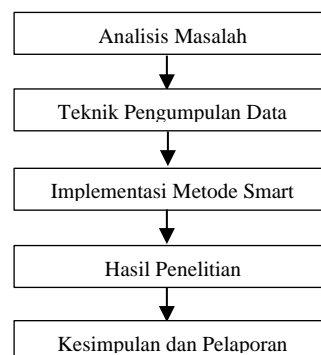 Analisis Masalah
Teknik Pengumpulan Data
Implementasi Metode Smart
Hasil Penelitian
Kesimpulan dan Pelaporan